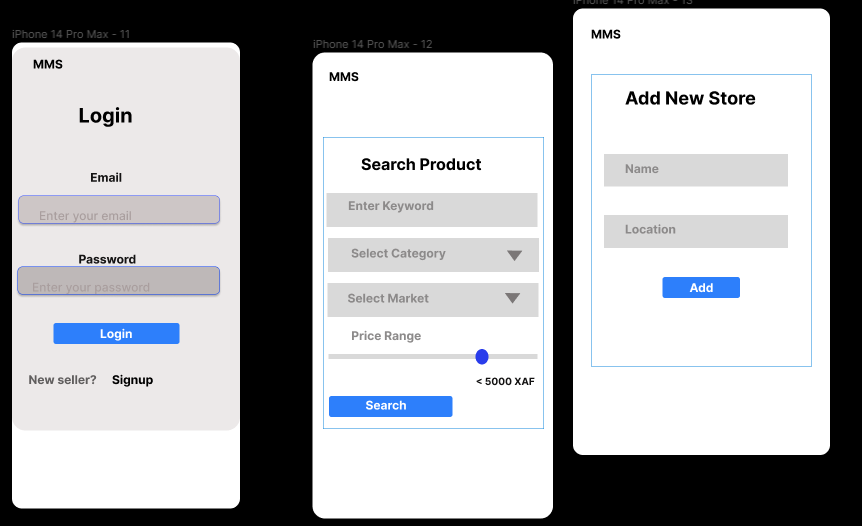 iPhone 14 Pro Max - 11
MMS
Login
Email
Enter your email
Password
Enter your password
Login
New seller? Signup
iPhone 14 Pro Max - 12
MMS
Search Product
Enter Keyword
Select Category
Select Market
Price Range
< 5000 XAF
Search
iPhone 14 Pro Max - 13
MMS
Add New Store
Name
Location
Add